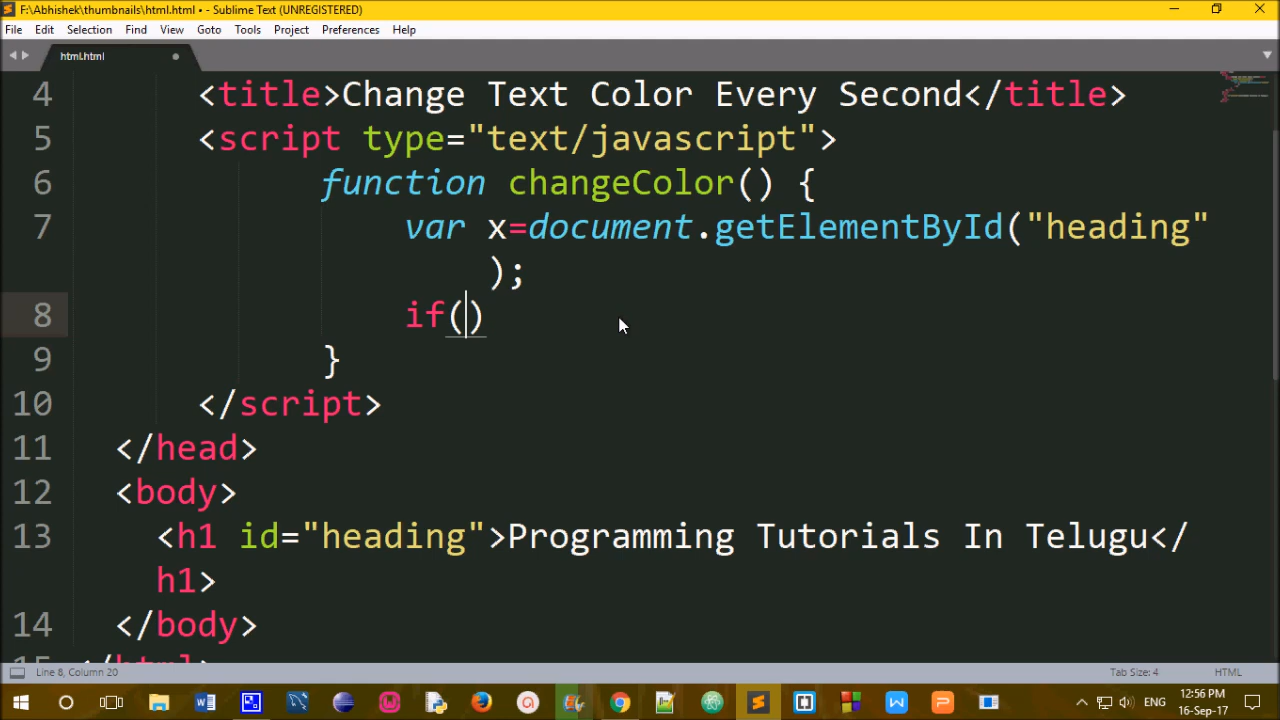 F:\Abhishek\thumbnails\html.html • - Sublime Text (UNREGISTERED)
File Edit Selection Find View Goto Tools Project Preferences Help
html.html
4 <title>Change Text Color Every Second</title>
5 <script type="text/javascript">
6 function changeColor() {
7 var x=document.getElementById("heading"
);
8 if()
9 }
10 </script>
11 </head>
12 <body>
13 <h1 id="heading">Programming Tutorials In Telugu</
h1>
14 </body>
15 </html>
Line 8, Column 20 Tab Size: 4 HTML
12:56 PM
ENG
16-Sep-17